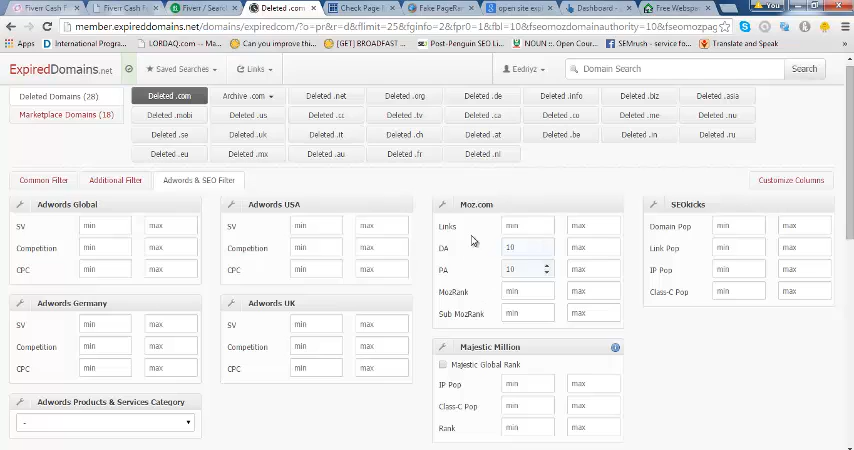 Fiverr Cash F
Fiverr Cash F
Fiverr / Searc
Deleted .com
Check Page
Fake PageRar
open site exp
Dashboard -
Free Webspa
You
member.expireddomains.net/domains/expiredcom/?o=pr&r=d&flimit=25&fginfo=2&fpr0=1&fbl=10&fseomozdomainauthority=10&fseomozpag
Apps
International Progra...
LORDAQ.com ...
Can you improve thi...
[GET] BROADCAST ...
Post-Penguin SEO Li...
NOUN :: Open Cour...
SEMrush - service fo...
Translate and Speak
ExpiredDomains.net
Saved Searches
Links
Eedriyz
Domain Search
Search
Deleted Domains (28)
Marketplace Domains (18)
Deleted .com
Archive .com
Deleted .net
Deleted .org
Deleted .de
Deleted .info
Deleted .biz
Deleted .asia
Deleted .mobi
Deleted .us
Deleted .cc
Deleted .tv
Deleted .ca
Deleted .co
Deleted .me
Deleted .nu
Deleted .se
Deleted .uk
Deleted .it
Deleted .ch
Deleted .at
Deleted .be
Deleted .in
Deleted .ru
Deleted .eu
Deleted .mx
Deleted .au
Deleted .fr
Deleted .nl
Common Filter
Additional Filter
Adwords & SEO Filter
Customize Columns
Adwords Global
SV min max
Competition min max
CPC min max
Adwords USA
SV min max
Competition min max
CPC min max
Moz.com
Links min max
DA 10 max
PA 10 max
MozRank min max
Sub MozRank min max
SEOkicks
Domain Pop min max
Link Pop min max
IP Pop min max
Class-C Pop min max
Adwords Germany
SV min max
Competition min max
CPC min max
Adwords UK
SV min max
Competition min max
CPC min max
Majestic Million
Majestic Global Rank
IP Pop min max
Class-C Pop min max
Rank min max
Adwords Products & Services Category
-